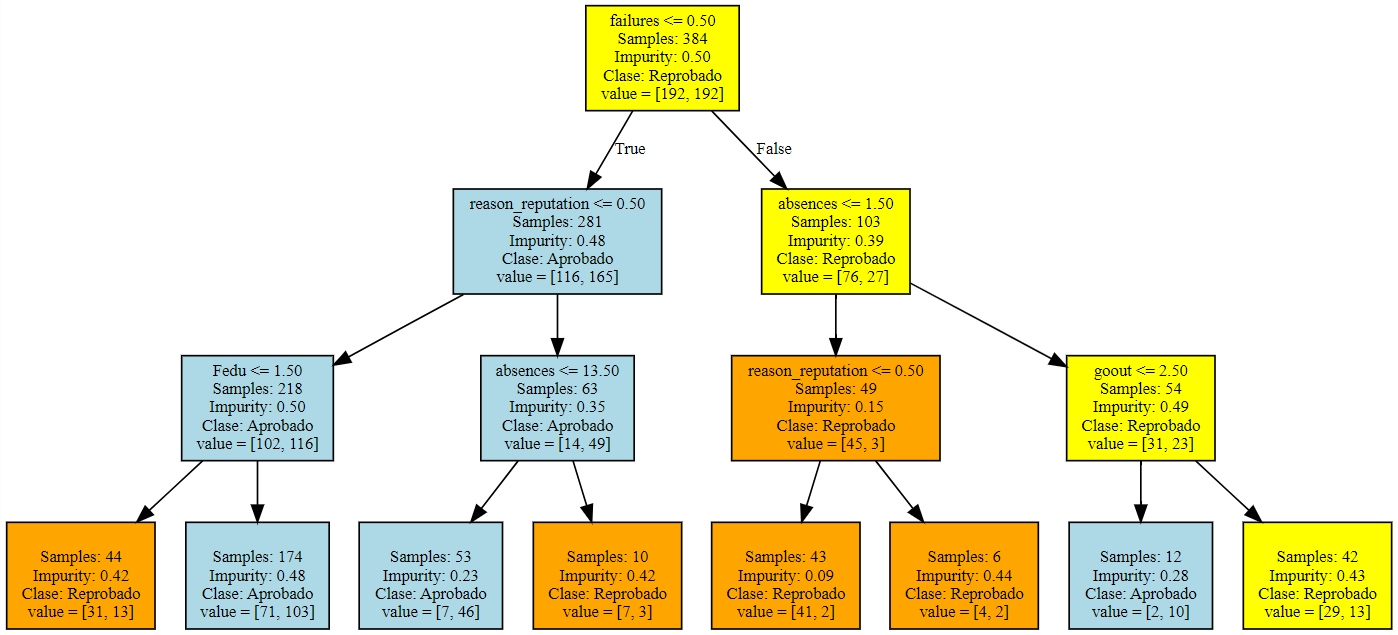 failures <= 0.50
Samples: 384
Impurity: 0.50
Clase: Reprobado
value = [192, 192]
True
False
reason_reputation <= 0.50
Samples: 281
Impurity: 0.48
Clase: Aprobado
value = [116, 165]
absences <= 1.50
Samples: 103
Impurity: 0.39
Clase: Reprobado
value = [76, 27]
Fedu <= 1.50
Samples: 218
Impurity: 0.50
Clase: Aprobado
value = [102, 116]
absences <= 13.50
Samples: 63
Impurity: 0.35
Clase: Aprobado
value = [14, 49]
reason_reputation <= 0.50
Samples: 49
Impurity: 0.15
Clase: Reprobado
value = [45, 3]
goout <= 2.50
Samples: 54
Impurity: 0.49
Clase: Reprobado
value = [31, 23]
Samples: 44
Impurity: 0.42
Clase: Reprobado
value = [31, 13]
Samples: 174
Impurity: 0.48
Clase: Aprobado
value = [71, 103]
Samples: 53
Impurity: 0.23
Clase: Aprobado
value = [7, 46]
Samples: 10
Impurity: 0.42
Clase: Reprobado
value = [7, 3]
Samples: 43
Impurity: 0.09
Clase: Reprobado
value = [41, 2]
Samples: 6
Impurity: 0.44
Clase: Reprobado
value = [4, 2]
Samples: 12
Impurity: 0.28
Clase: Aprobado
value = [2, 10]
Samples: 42
Impurity: 0.43
Clase: Reprobado
value = [29, 13]